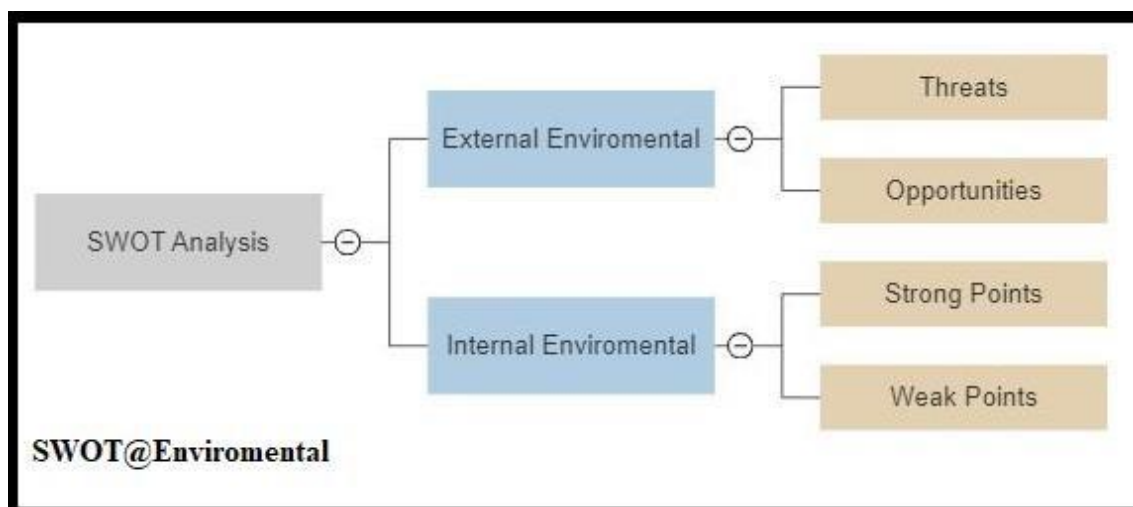 SWOT Analysis
External Enviromental
Threats
Opportunities
Internal Enviromental
Strong Points
Weak Points
SWOT@Enviromental